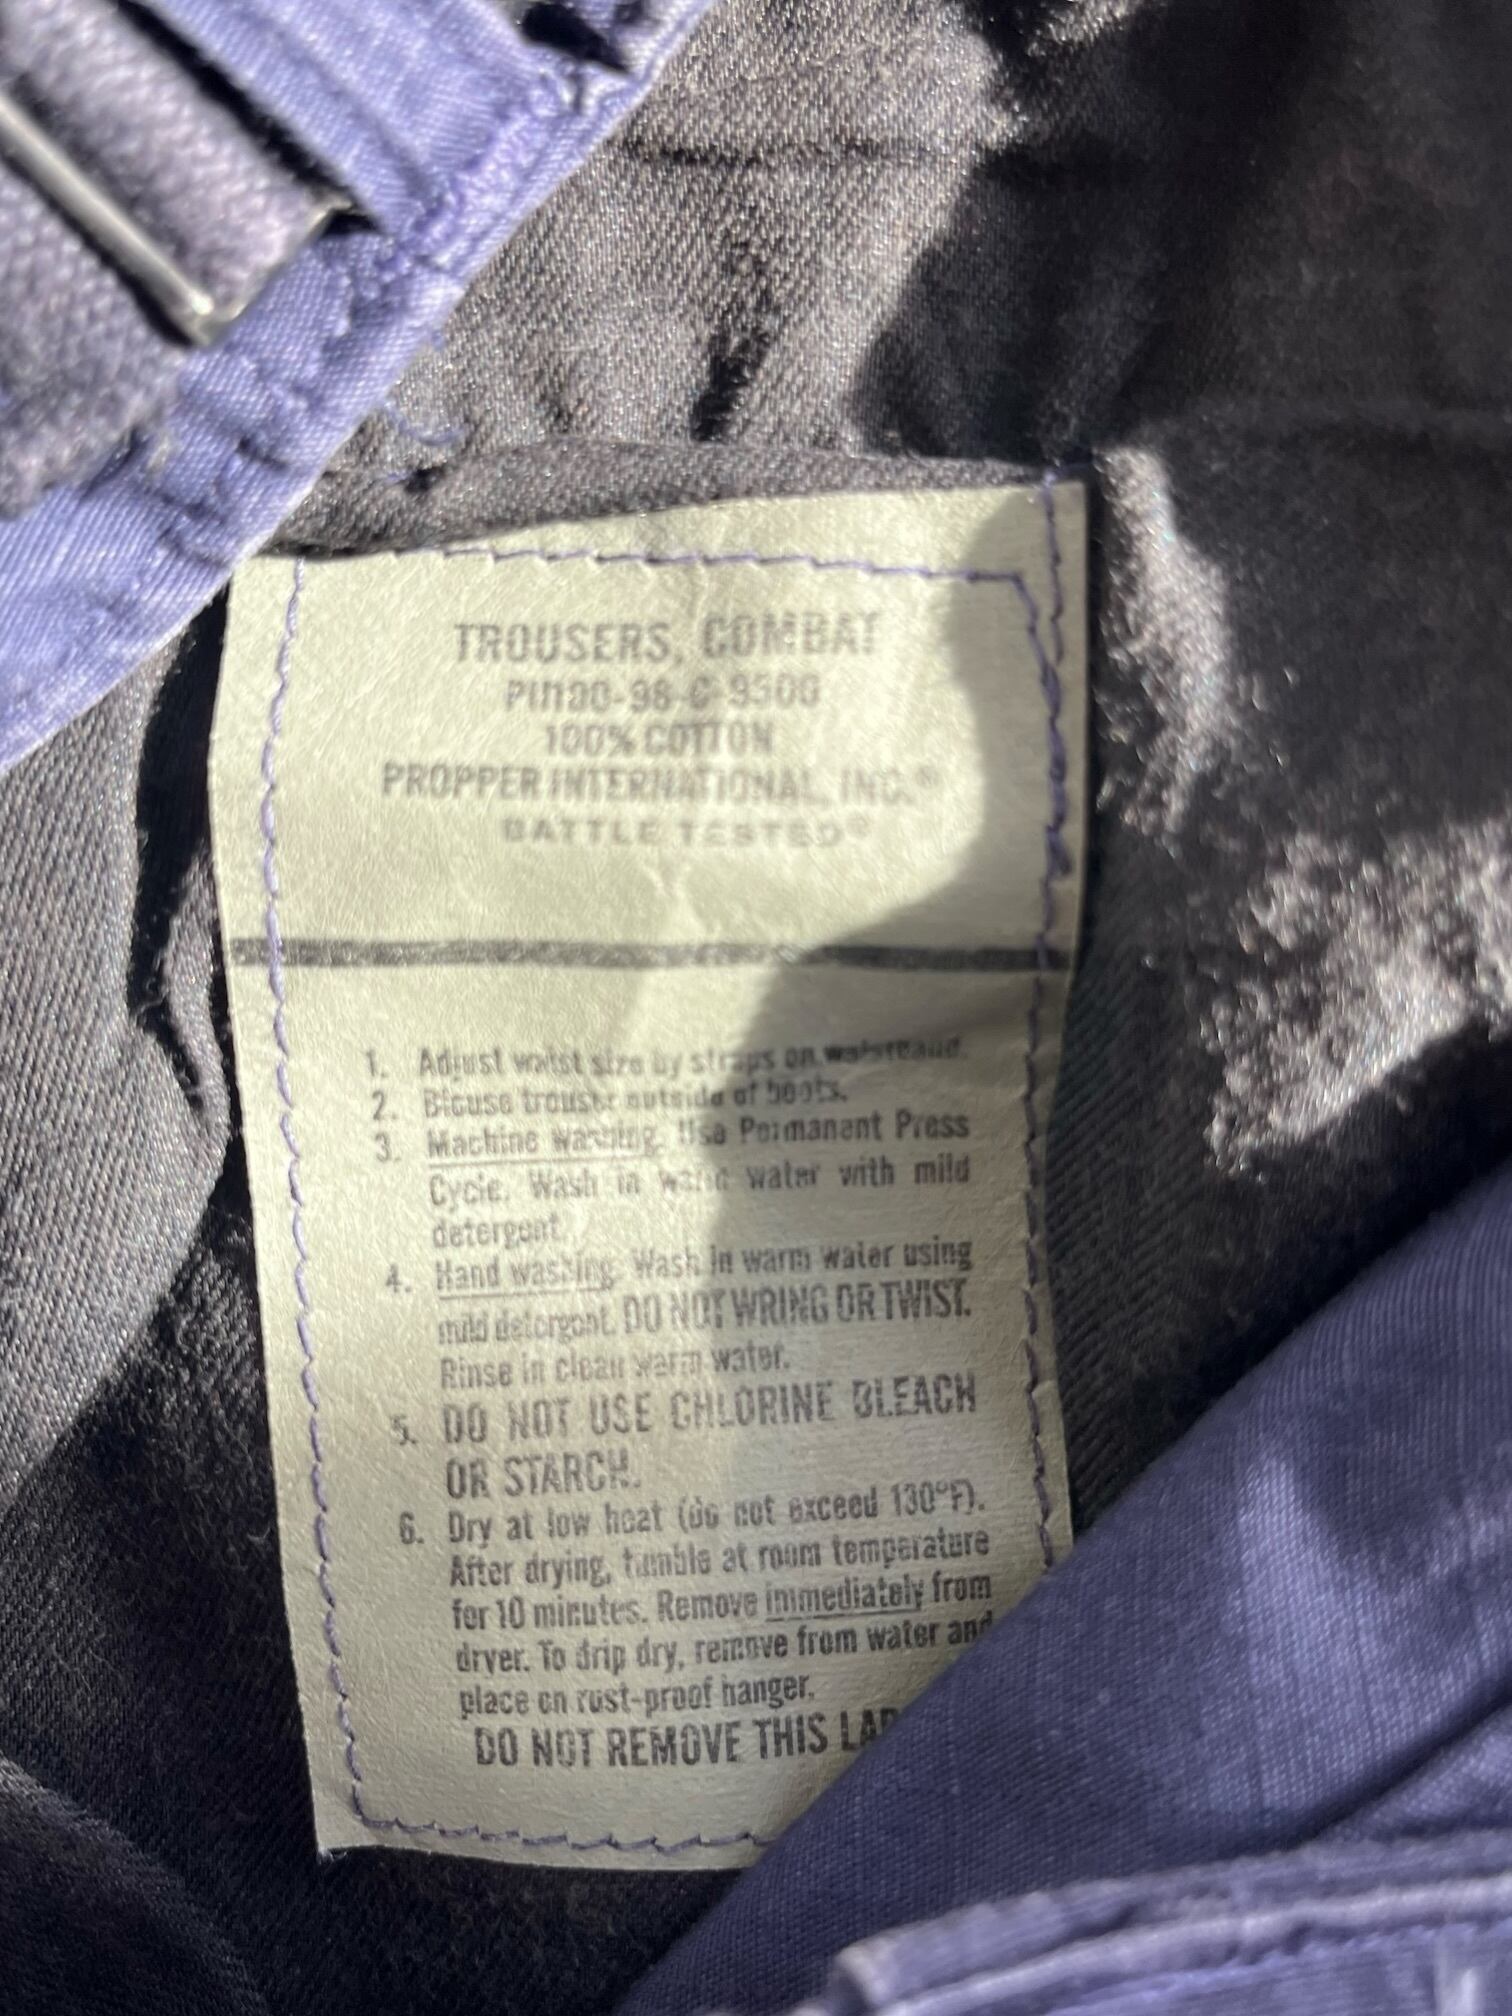 TROUSERS, COMBAT
100% COTTON
PROPPER INTERNATIONAL, INC.®
BATTLE TESTED®
1. Adjust waist size by straps on waistband.
2. Blouse trouser outside of boots.
3. Machine washing. Use Permanent Press
Cycle. Wash in warm water with mild
detergent.
4. Hand washing. Wash in warm water using
mild detergent. DO NOT WRING OR TWIST.
Rinse in clean warm water.
5. DO NOT USE CHLORINE BLEACH
OR STARCH.
6. Dry at low heat (do not exceed 130°F).
After drying, tumble at room temperature
for 10 minutes. Remove immediately from
dryer. To drip dry, remove from water and
place on rust-proof hanger.
DO NOT REMOVE THIS